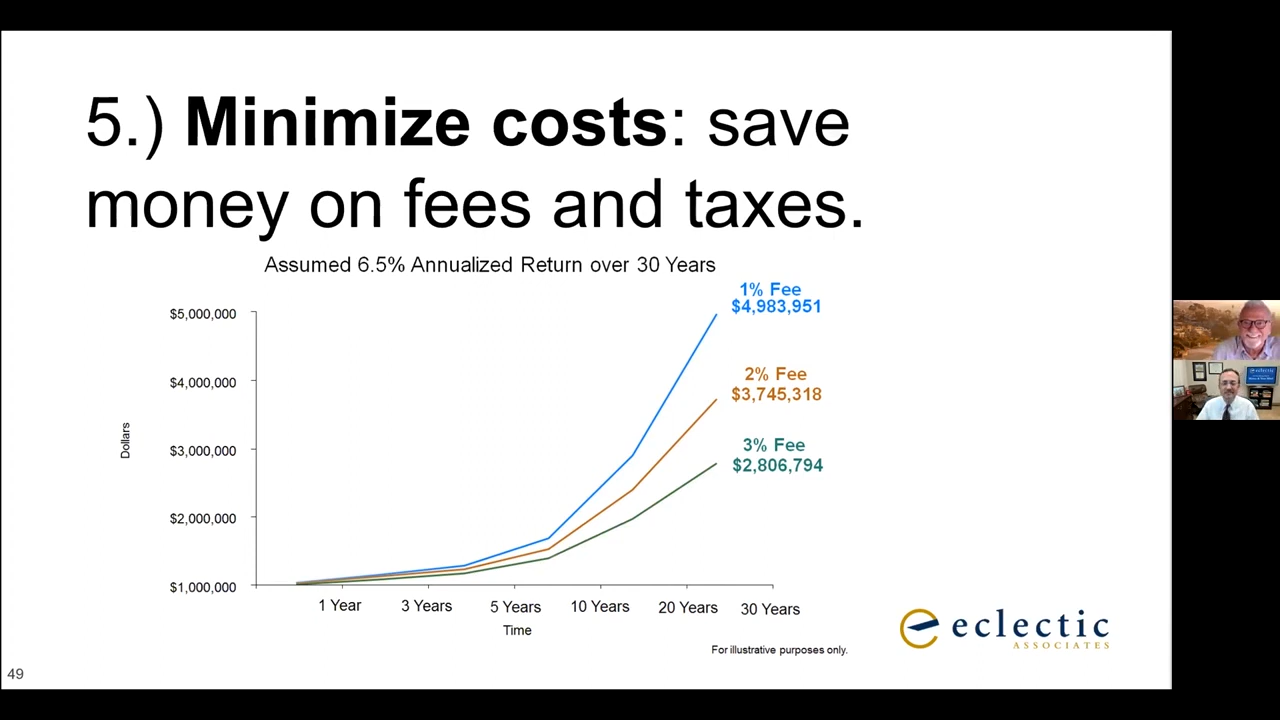 5.) Minimize costs: save
money on fees and taxes.
Assumed 6.5% Annualized Return over 30 Years
1% Fee
$4,983,951
2% Fee
$3,745,318
3% Fee
$2,806,794
$5,000,000
$4,000,000
$3,000,000
$2,000,000
$1,000,000
Dollars
1 Year 3 Years 5 Years 10 Years 20 Years 30 Years
Time
For illustrative purposes only.
eclectic
ASSOCIATES
49